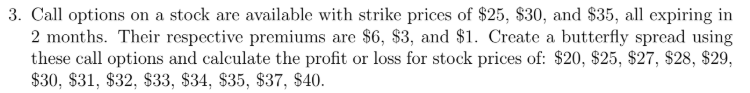 3. Call options on a stock are available with strike prices of $25, $30, and $35, all expiring in
2 months. Their respective premiums are $6, $3, and $1. Create a butterfly spread using
these call options and calculate the profit or loss for stock prices of: $20, $25, $27, $28, $29,
$30, $31, $32, $33, $34, $35, $37, $40.